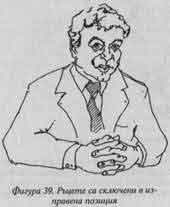 Фигура 39. Ръцете са сключени в из-
правена позиция